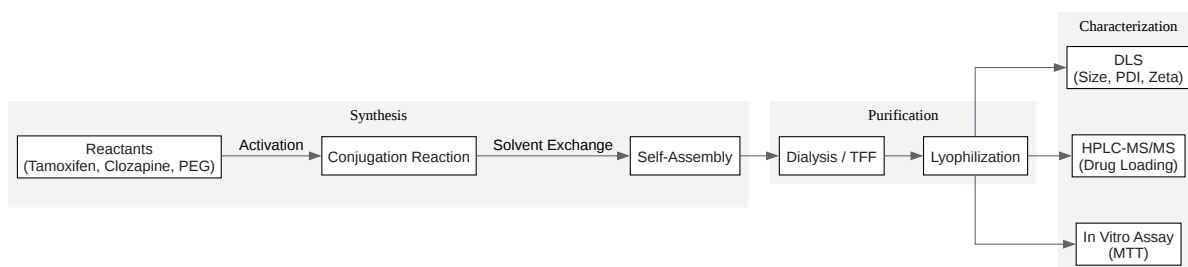 Characterization
DLS
(Size, PDI, Zeta)
Synthesis
Purification
Reactants
(Tamoxifen, Clozapine, PEG)
Activation
Conjugation Reaction
Solvent Exchange
Self-Assembly
Dialysis / TFF
Lyophilization
HPLC-MS/MS
(Drug Loading)
In Vitro Assay
(MTT)